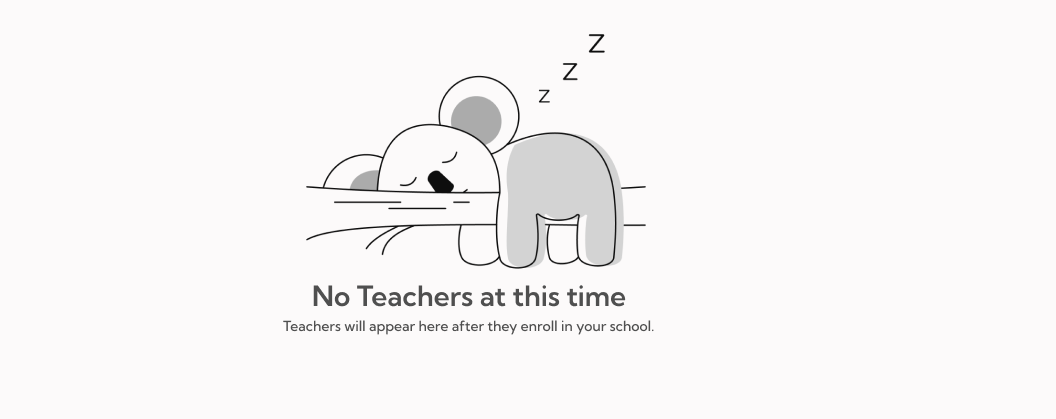 Z
Z
Z
No Teachers at this time
Teachers will appear here after they enroll in your school.